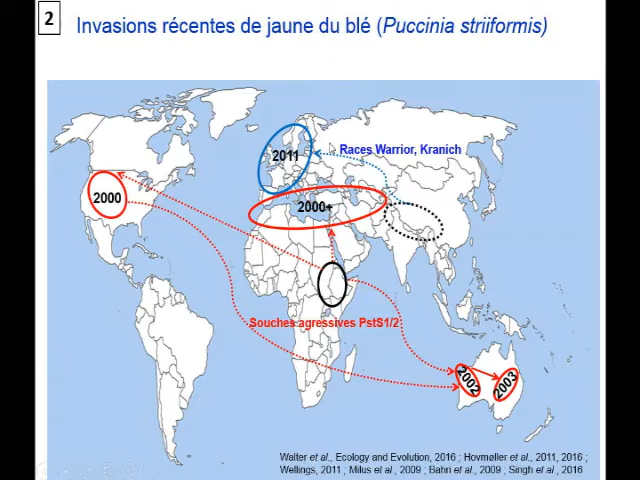 2
Invasions récentes de jaune du blé (Puccinia striiformis)
2011
Races Warrior, Kranich
2000
2000+
Souches agressives PstS1/2
2002
2003
Walter et al., Ecology and Evolution, 2016 ; Hovmøller et al., 2011, 2016 ;
Wellings, 2011 ; Milus et al., 2009 ; Bahri et al., 2009 ; Singh et al, 2016